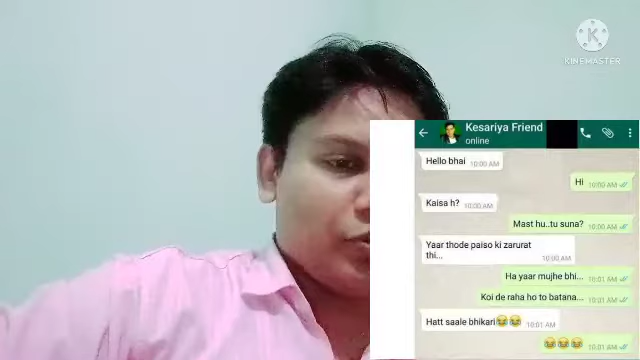 KINEMASTER
Kesariya Friend
online
Hello bhai 10:00 AM
Hi 10:00 AM
Kaisa h? 10:00 AM
Mast hu..tu suna? 10:00 AM
Yaar thode paiso ki zarurat
thi... 10:00 AM
Ha yaar mujhe bhi... 10:01 AM
Koi de raha ho to batana... 10:01 AM
Hatt saale bhikari😂😂 10:01 AM
😂😂😂 10:01 AM